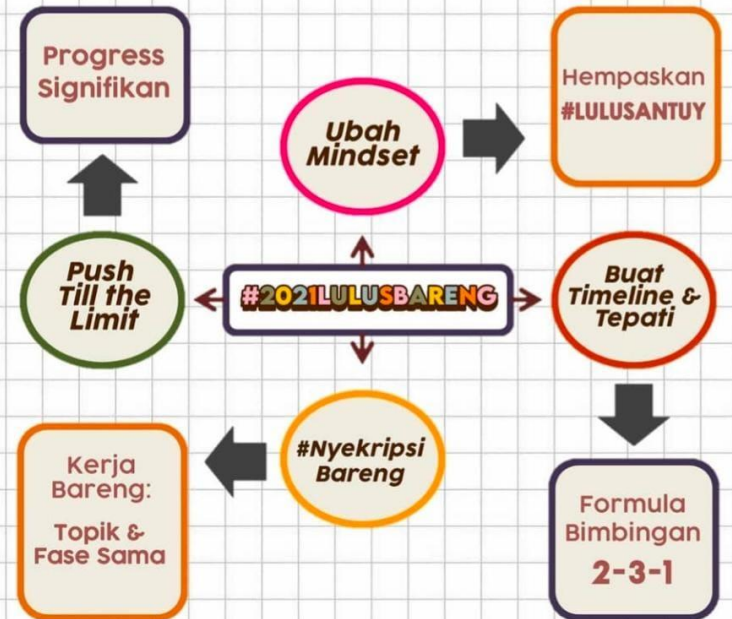 Progress
Signifikan
Ubah
Mindset
Hempaskan
#LULUSANTUY
Push
Till the
Limit
#2021LULUSBARENG
Buat
Timeline &
Tepati
Kerja
Bareng:
Topik &
Fase Sama
#Nyekripsi
Bareng
Formula
Bimbingan
2-3-1